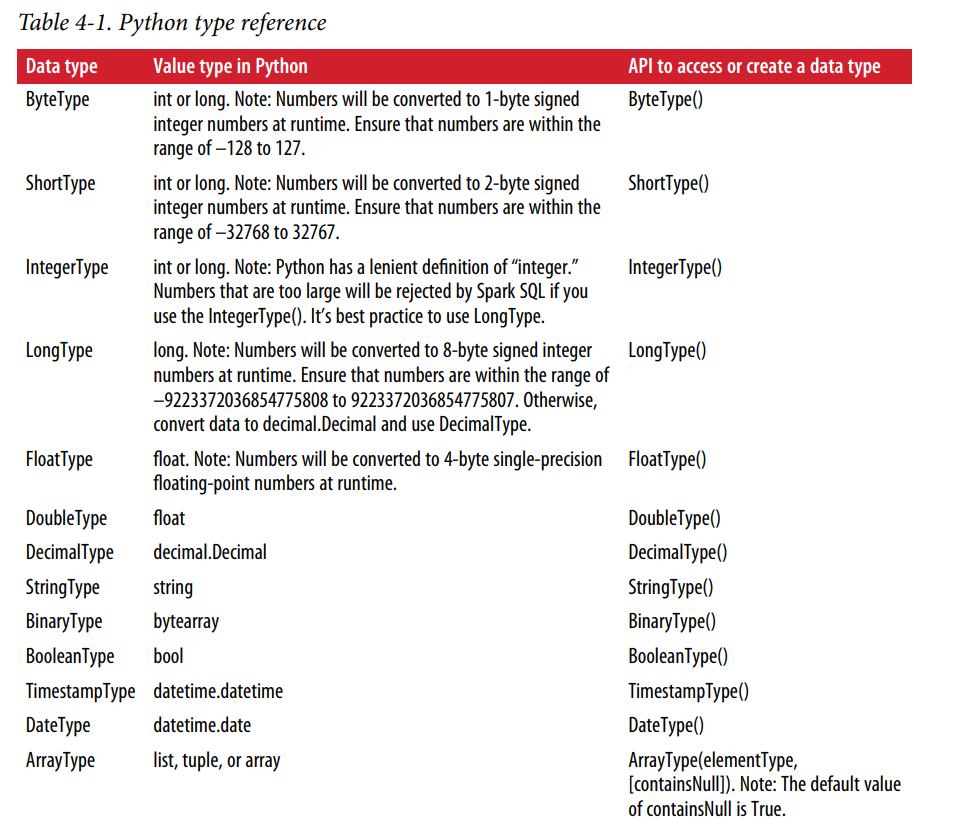 Table 4-1. Python type reference
Data type Value type in Python API to access or create a data type
ByteType int or long. Note: Numbers will be converted to 1-byte signed ByteType()
integer numbers at runtime. Ensure that numbers are within the
range of –128 to 127.
ShortType int or long. Note: Numbers will be converted to 2-byte signed ShortType()
integer numbers at runtime. Ensure that numbers are within the
range of –32768 to 32767.
IntegerType int or long. Note: Python has a lenient definition of “integer.” IntegerType()
Numbers that are too large will be rejected by Spark SQL if you
use the IntegerType(). It’s best practice to use LongType.
LongType long. Note: Numbers will be converted to 8-byte signed integer LongType()
numbers at runtime. Ensure that numbers are within the range of
–9223372036854775808 to 9223372036854775807. Otherwise,
convert data to decimal.Decimal and use DecimalType.
FloatType float. Note: Numbers will be converted to 4-byte single-precision FloatType()
floating-point numbers at runtime.
DoubleType float DoubleType()
DecimalType decimal.Decimal DecimalType()
StringType string StringType()
BinaryType bytearray BinaryType()
BooleanType bool BooleanType()
TimestampType datetime.datetime TimestampType()
DateType datetime.date DateType()
ArrayType list, tuple, or array ArrayType(elementType,
[containsNull]). Note: The default value
of containsNull is True.